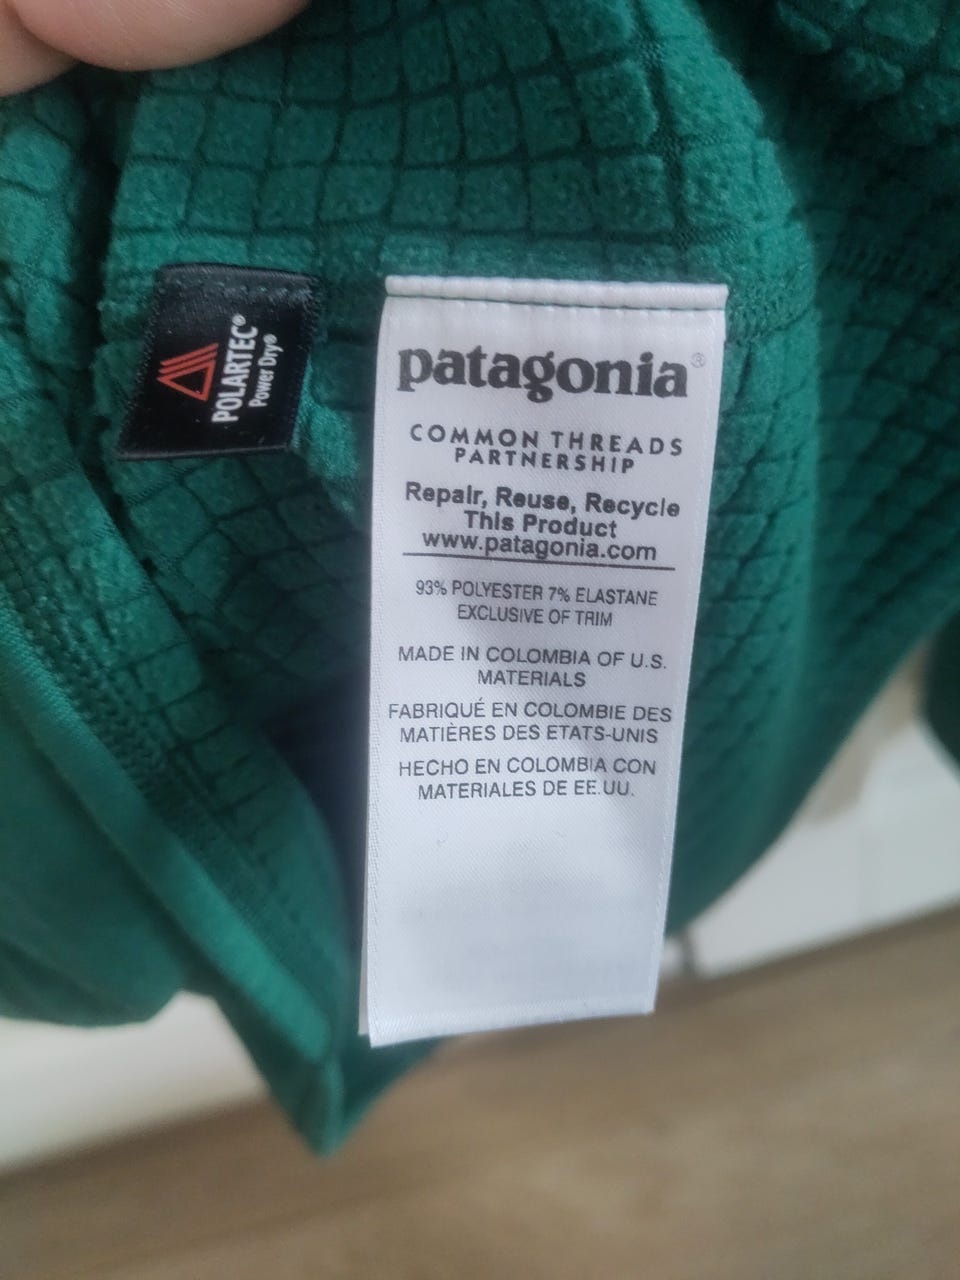 POLARTEC®
Power Dry®
patagonia®
COMMON THREADS
PARTNERSHIP
Repair, Reuse, Recycle
This Product
www.patagonia.com
93% POLYESTER 7% ELASTANE
EXCLUSIVE OF TRIM
MADE IN COLOMBIA OF U.S.
MATERIALS
FABRIQUÉ EN COLOMBIE DES
MATIÈRES DES ETATS-UNIS
HECHO EN COLOMBIA CON
MATERIALES DE EE.UU.